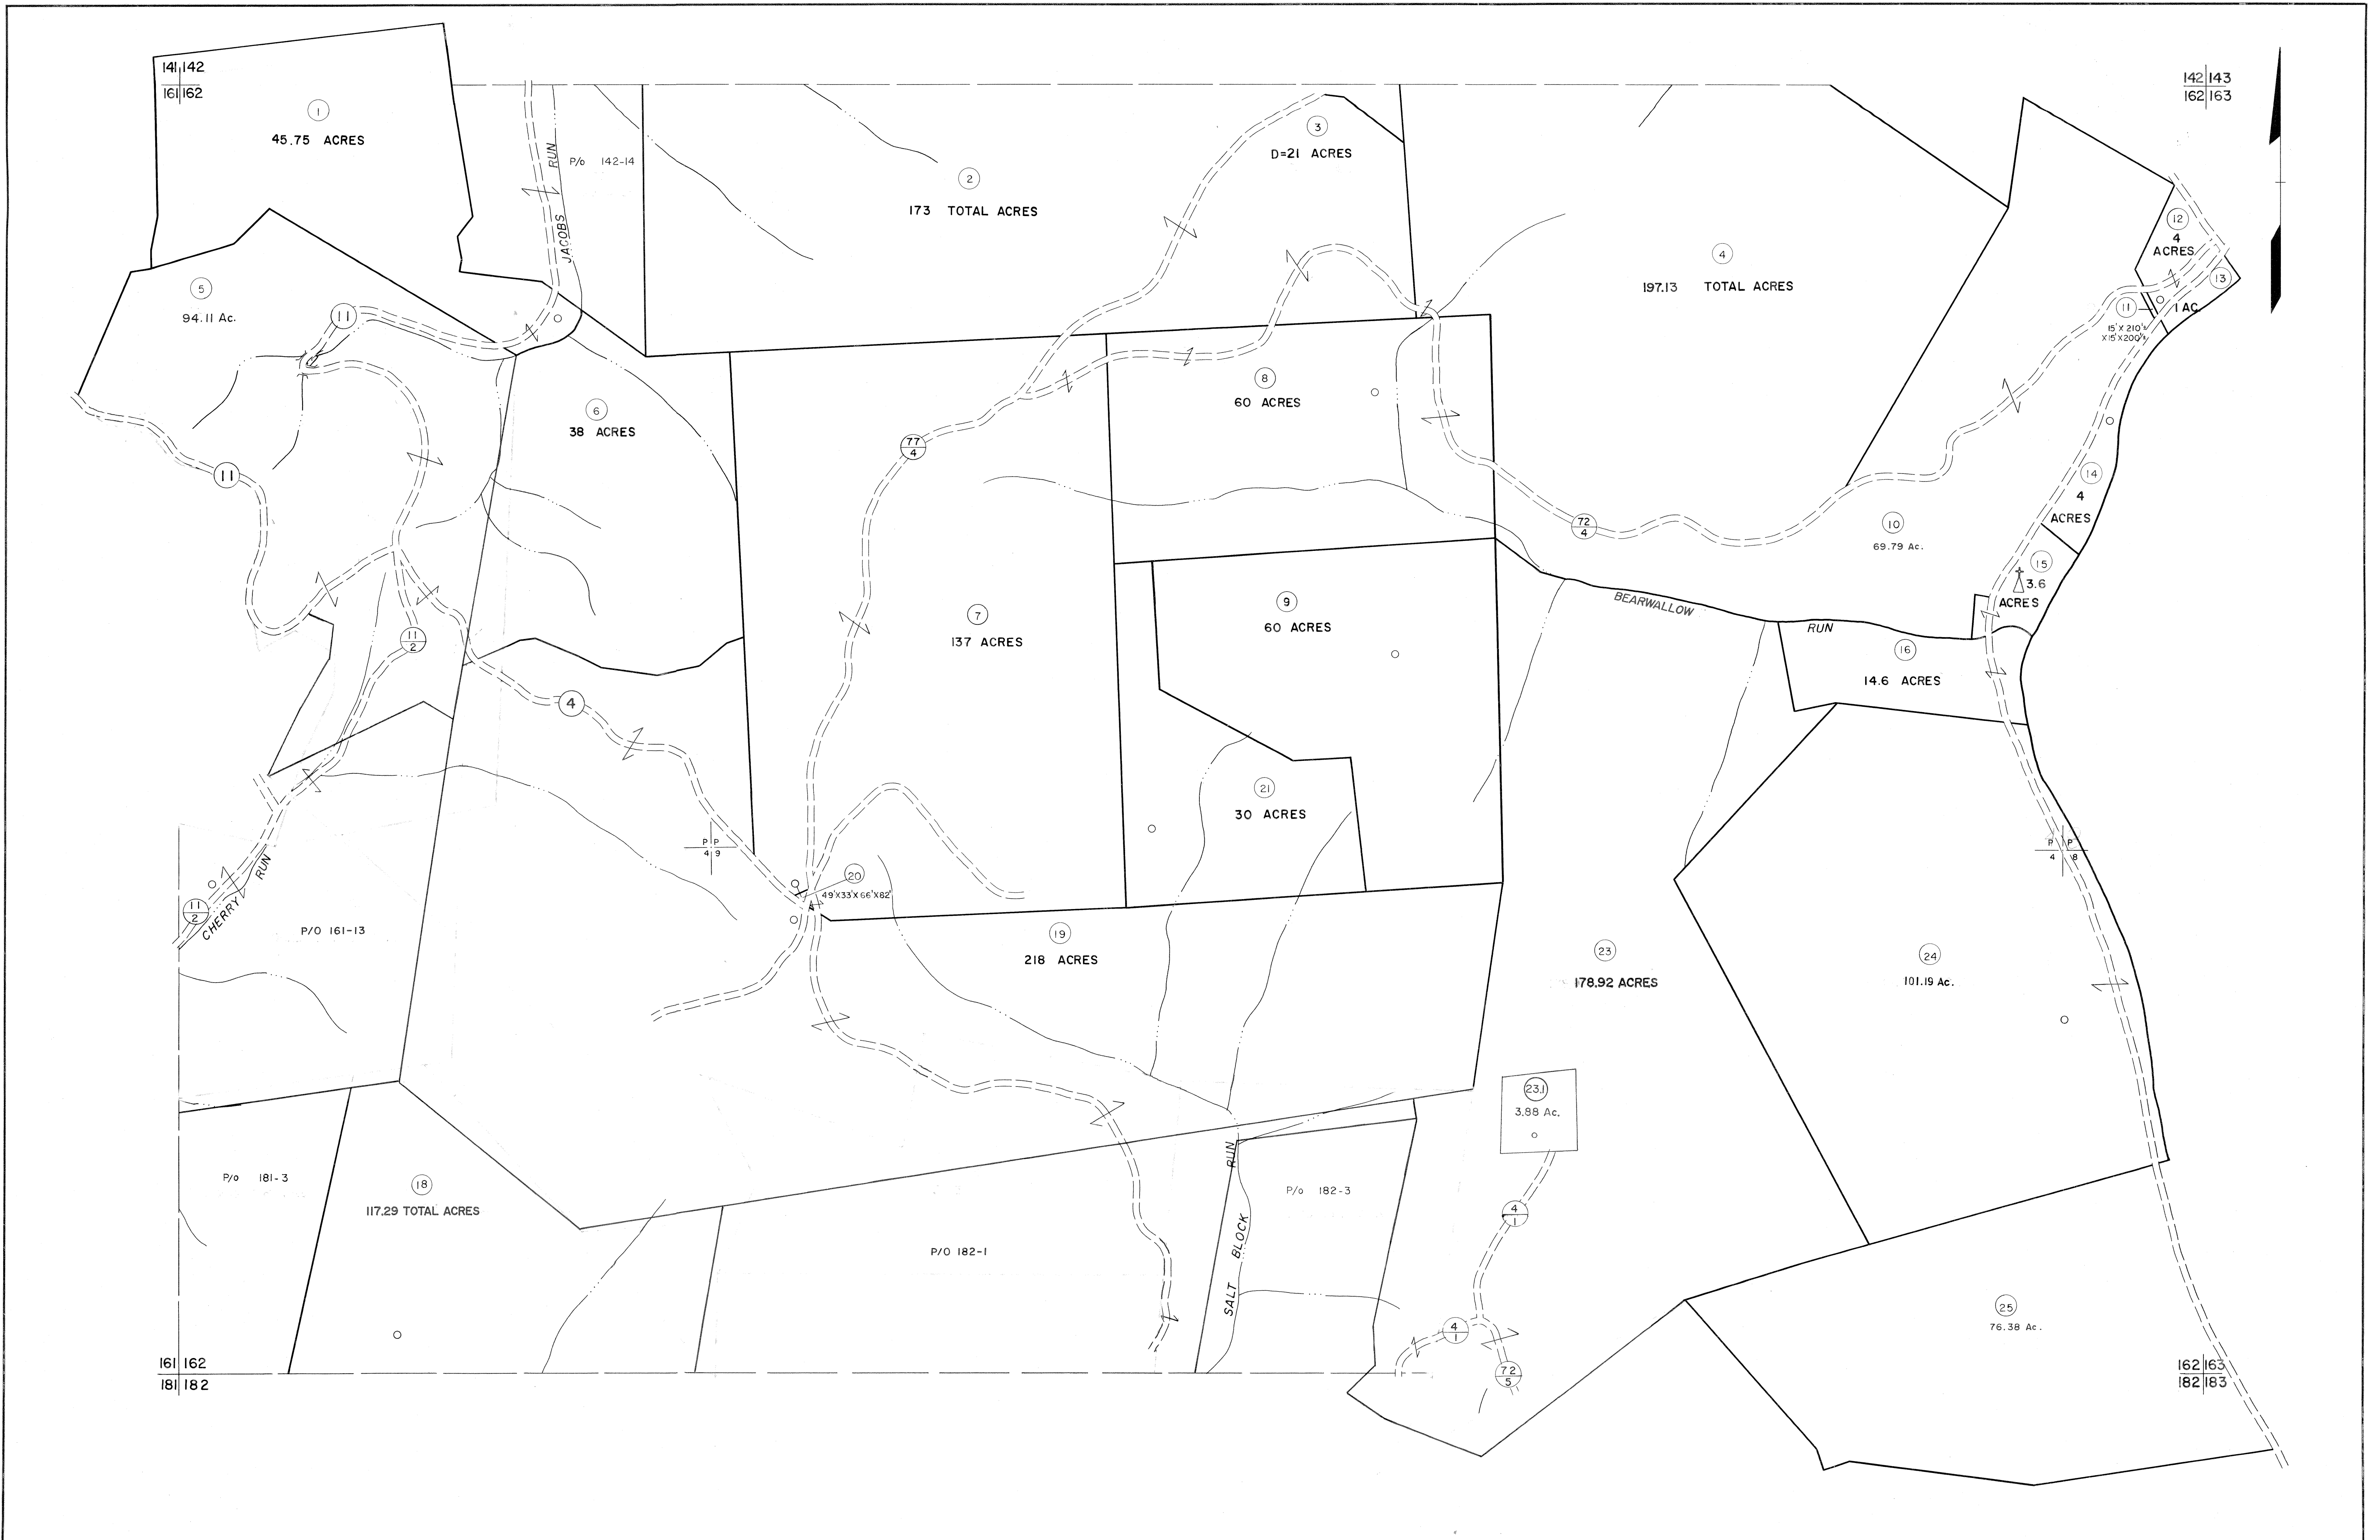 141 142
161 162
142 143
162 163
1
45.75 ACRES
JACOBS RUN
P/o 142-14
2
173 TOTAL ACRES
3
D=21 ACRES
4
197.13 TOTAL ACRES
12
4
ACRES
13
1 AC.
11
15'X 210's
X15'X200's
5
94.11 Ac.
11
11
6
38 ACRES
77
4
8
60 ACRES
72
4
10
69.79 Ac.
14
4
ACRES
15
3.6
ACRES
7
137 ACRES
9
60 ACRES
BEARWALLOW RUN
16
14.6 ACRES
11
2
4
21
30 ACRES
P P
4 9
P P
4 8
20
49'X33'X66'X82'
11
2
CHERRY RUN
P/O 161-13
19
218 ACRES
23
178.92 ACRES
24
101.19 Ac.
23.1
3.88 Ac.
P/o 181-3
18
117.29 TOTAL ACRES
P/O 182-1
SALT BLOCK RUN
P/o 182-3
4
1
4
1
72
5
25
76.38 Ac.
161 162
181 182
162 163
182 183